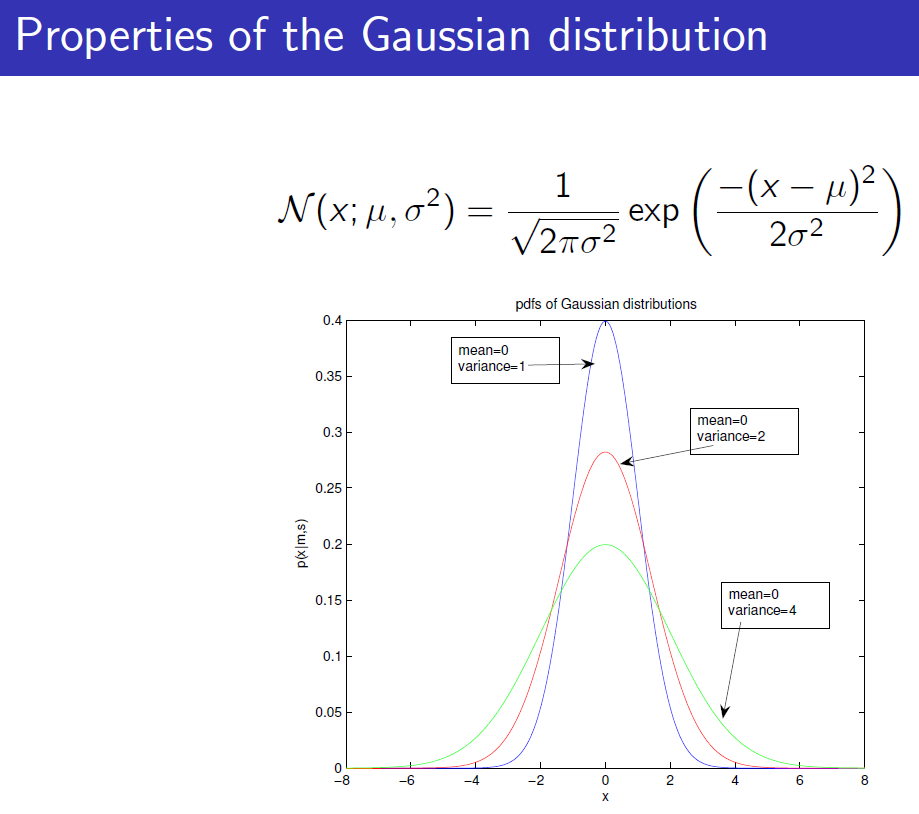 Properties of the Gaussian distribution
𝒩(x; μ, σ²) = 1/√(2πσ²) exp(−(x − μ)²/2σ²)
pdfs of Gaussian distributions
0.4
0.35
0.3
0.25
0.2
0.15
0.1
0.05
0
p(x|m,s)
mean=0
variance=1
mean=0
variance=2
mean=0
variance=4
−8 −6 −4 −2 0 2 4 6 8
x